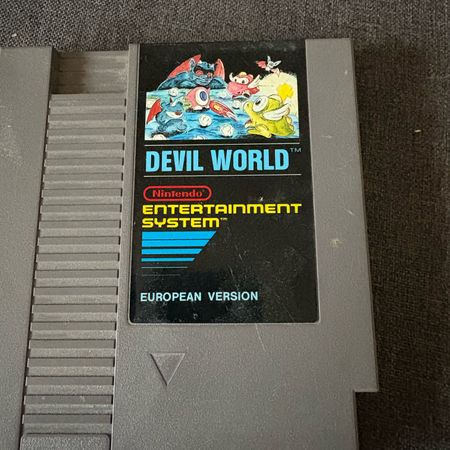 DEVIL WORLD™
Nintendo®
ENTERTAINMENT
SYSTEM™
EUROPEAN VERSION